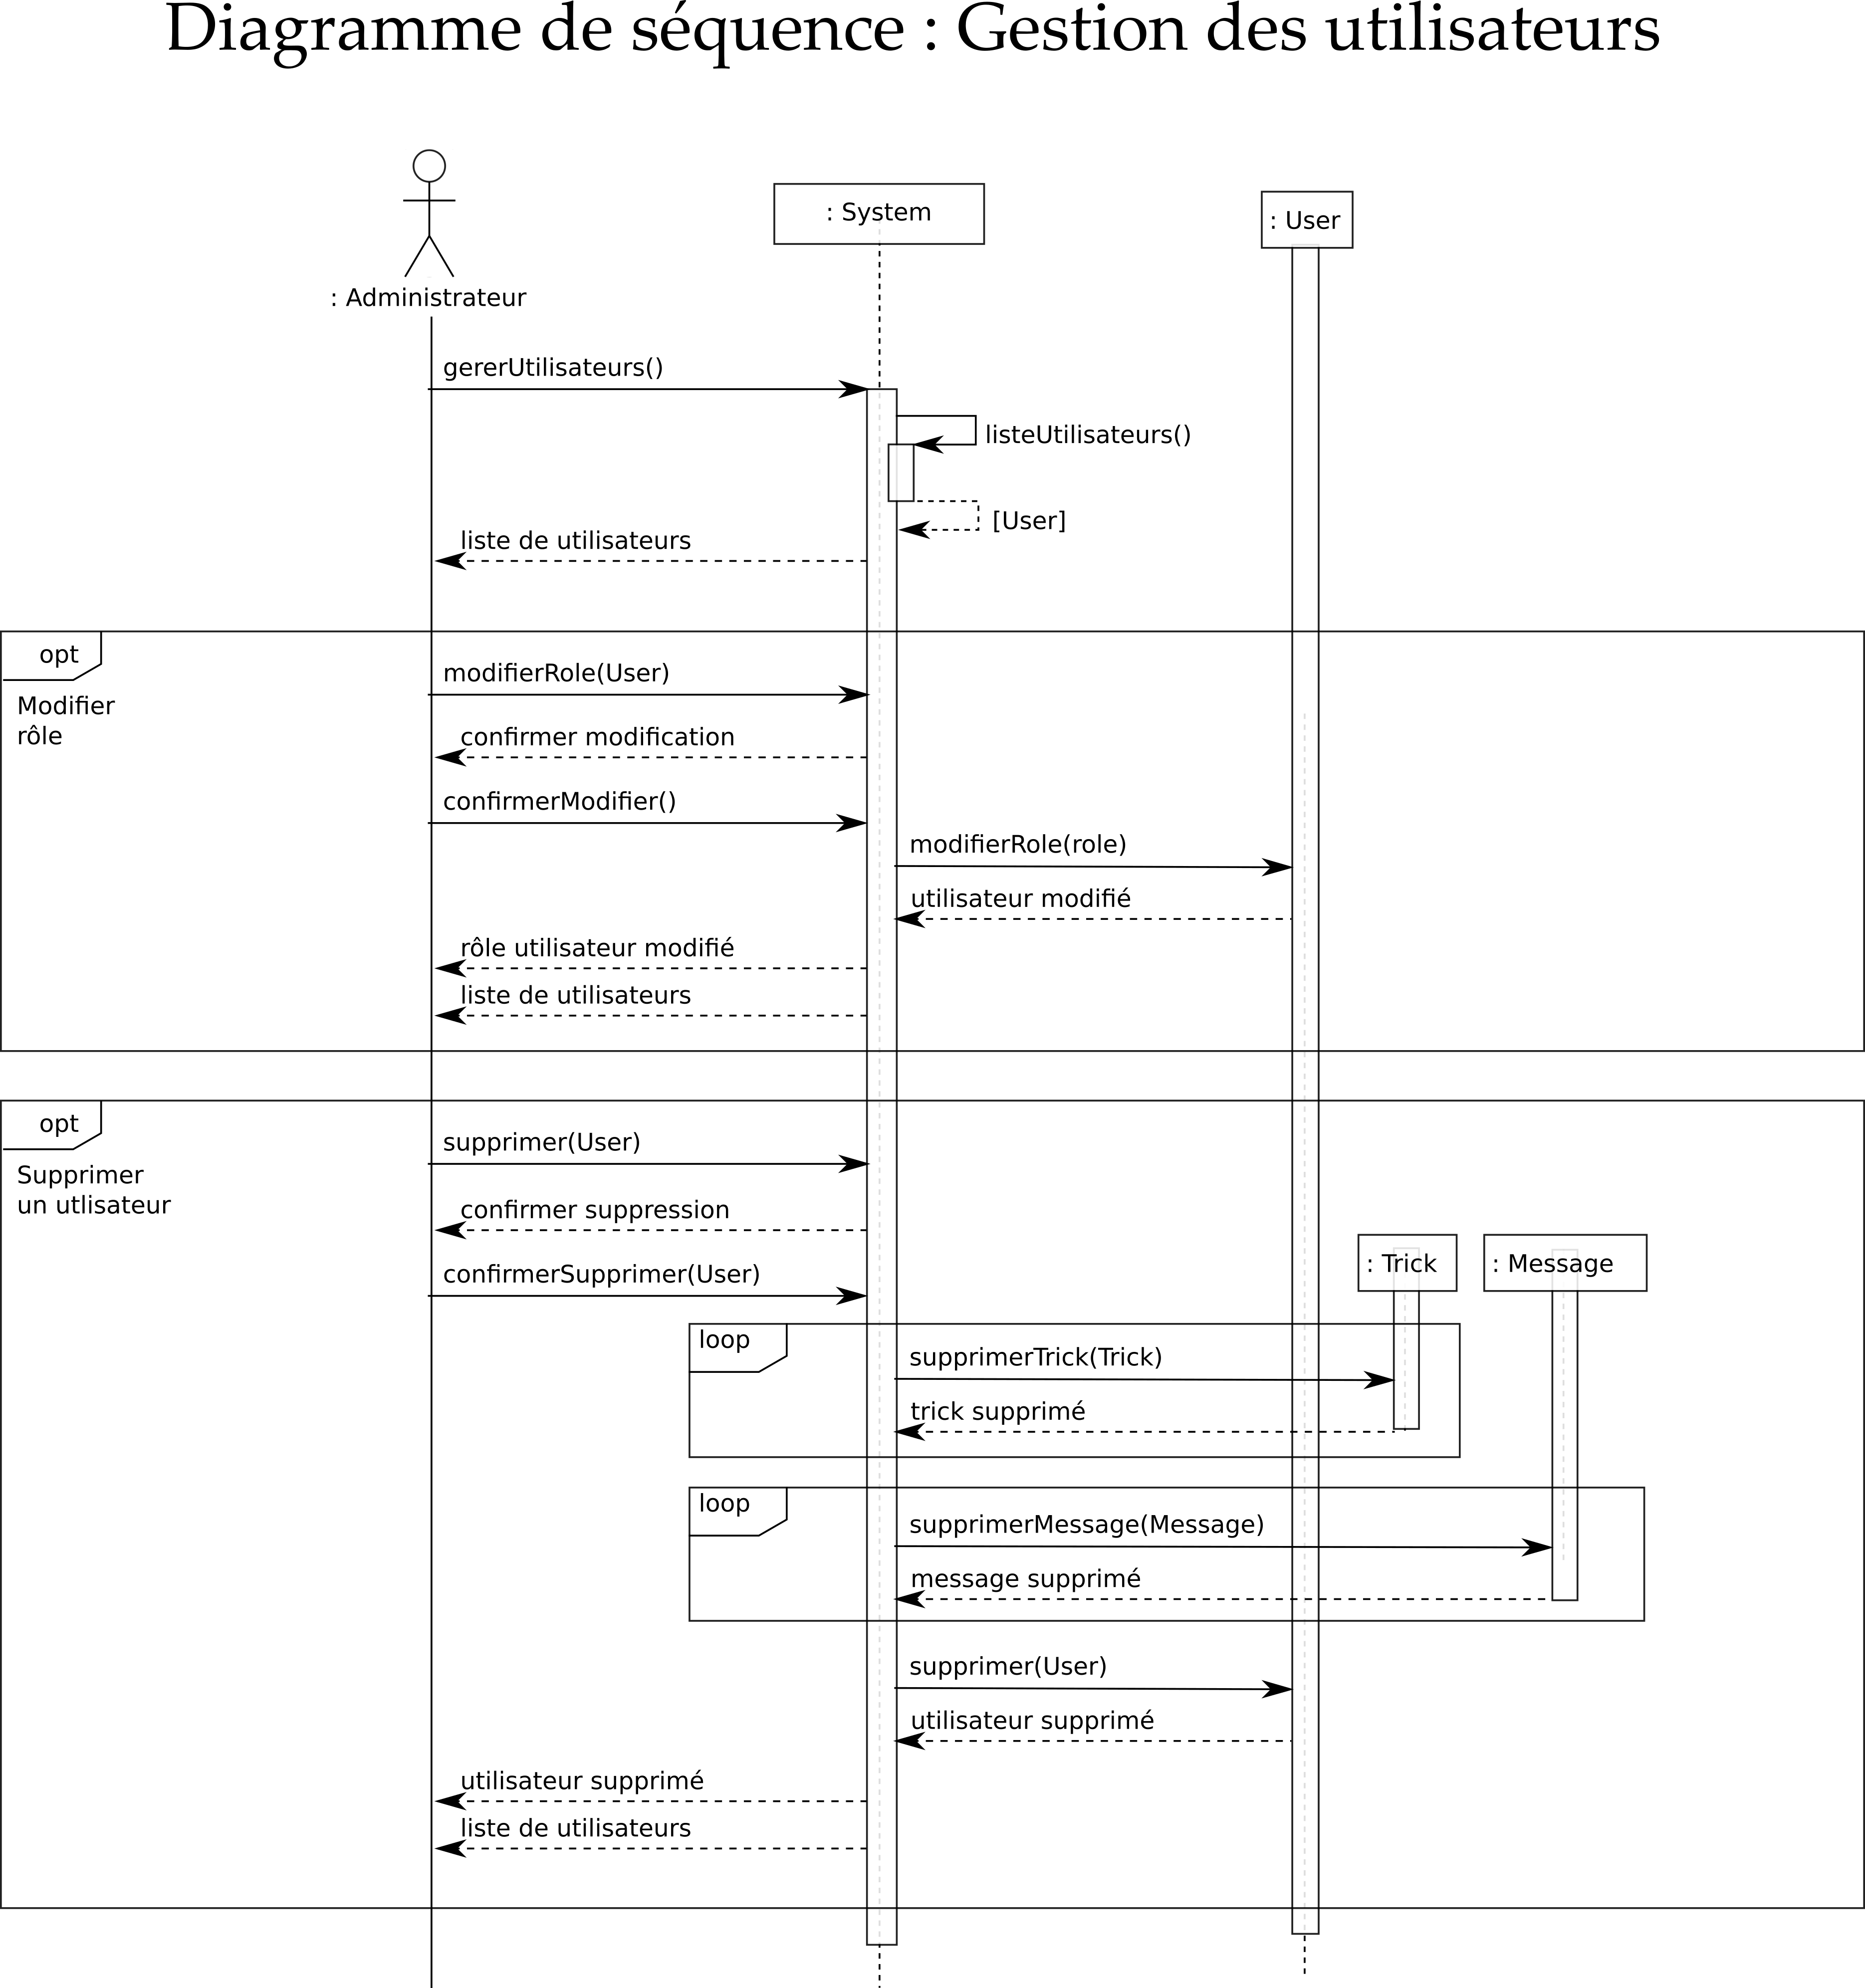 Diagramme de séquence : Gestion des utilisateurs
: System
: User
: Administrateur
gererUtilisateurs()
listeUtilisateurs()
[User]
liste de utilisateurs
opt
Modifier
rôle
modifierRole(User)
confirmer modification
confirmerModifier()
modifierRole(role)
utilisateur modifié
rôle utilisateur modifié
liste de utilisateurs
opt
Supprimer
un utlisateur
supprimer(User)
confirmer suppression
: Trick
: Message
confirmerSupprimer(User)
loop
supprimerTrick(Trick)
trick supprimé
loop
supprimerMessage(Message)
message supprimé
supprimer(User)
utilisateur supprimé
utilisateur supprimé
liste de utilisateurs